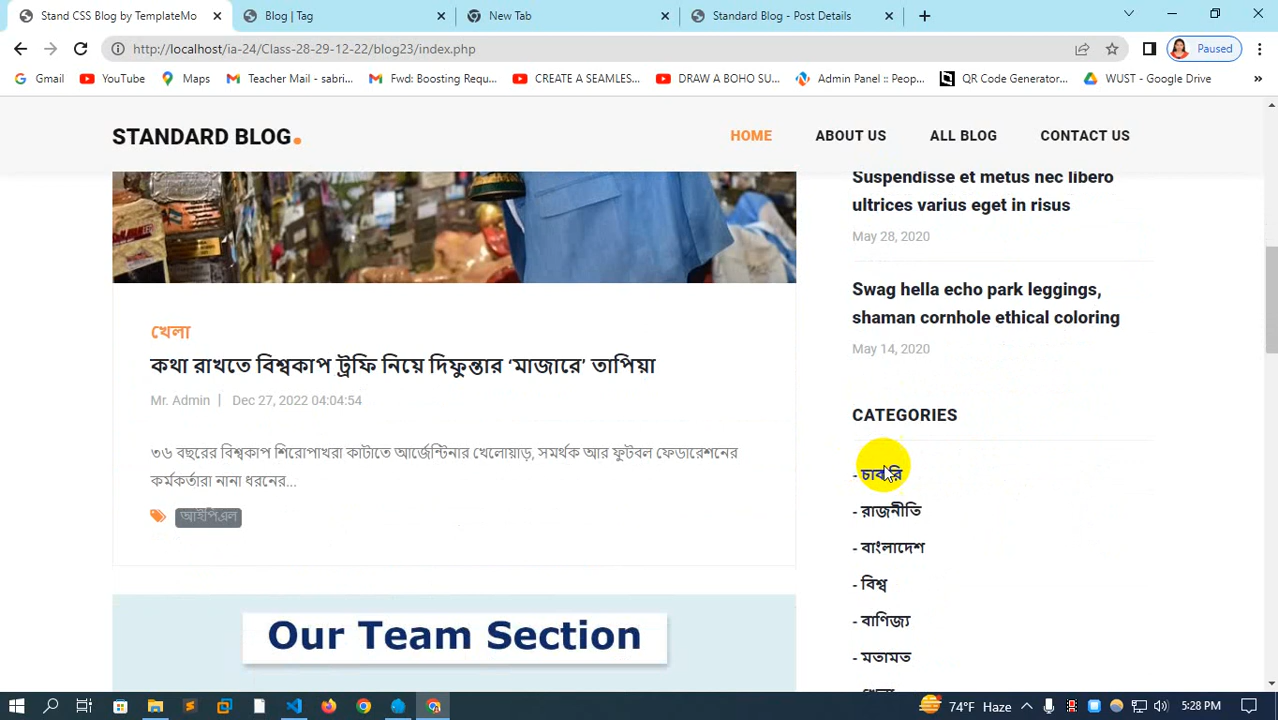 Stand CSS Blog by TemplateMo
Blog | Tag
New Tab
Standard Blog - Post Details
http://localhost/ia-24/Class-28-29-12-22/blog23/index.php
Paused
Gmail
YouTube
Maps
Teacher Mail - sabri...
Fwd: Boosting Requ...
CREATE A SEAMLES...
DRAW A BOHO SU...
Admin Panel :: Peop...
QR Code Generator...
WUST - Google Drive
»
STANDARD BLOG.
HOME
ABOUT US
ALL BLOG
CONTACT US
খেলা
কথা রাখতে বিশ্বকাপ ট্রফি নিয়ে দিফুন্তার ‘মাজারে’ তাপিয়া
Mr. Admin | Dec 27, 2022 04:04:54
৩৬ বছরের বিশ্বকাপ শিরোপাখরা কাটাতে আর্জেন্টিনার খেলোয়াড়, সমর্থক আর ফুটবল ফেডারেশনের
কর্মকর্তারা নানা ধরনের...
আইপিএল
Our Team Section
Suspendisse et metus nec libero
ultrices varius eget in risus
May 28, 2020
Swag hella echo park leggings,
shaman cornhole ethical coloring
May 14, 2020
CATEGORIES
- চাকরি
- রাজনীতি
- বাংলাদেশ
- বিশ্ব
- বাণিজ্য
- মতামত
74°F Haze
5:28 PM